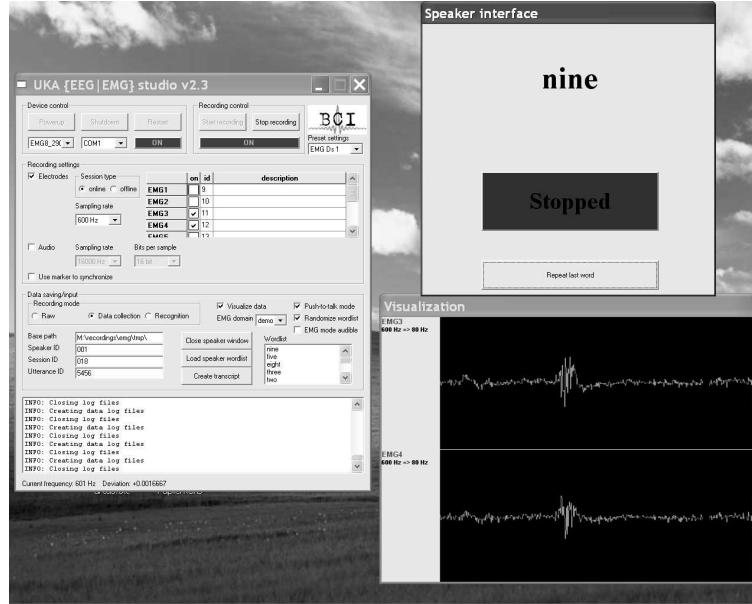 Speaker interface
nine
Stopped
Repeat last word
UKA {EEG|EMG} studio v2.3
Device control
Powerup
Shutdown
Restart
EMG8_29(
COM1
ON
Recording control
Start recording
Stop recording
ON
BCI
Preset settings
EMG Ds 1
Recording settings
Electrodes
Session type
online
offline
Sampling rate
600 Hz
on id description
EMG1 9
EMG2 10
EMG3 11
EMG4 12
EMG5 13
Audio
Sampling rate
16000 Hz
Bits per sample
16 bit
Use marker to synchronize
Data saving/input
Recording mode
Raw
Data collection
Recognition
Visualize data
EMG domain demo
Push-to-talk mode
Randomize wordlist
EMG mode audible
Base path M:\recordings\emg\tmp\
Speaker ID 001
Session ID 018
Utterance ID 5456
Close speaker window
Load speaker wordlist
Create transcript
Wordlist
nine
five
eight
three
two
INFO: Closing log files
INFO: Creating data log files
INFO: Closing log files
INFO: Creating data log files
INFO: Closing log files
INFO: Creating data log files
INFO: Closing log files
INFO: Creating data log files
INFO: Closing log files
Current frequency: 601 Hz Deviation: +0.0016667
Visualization
EMG3
600 Hz => 80 Hz
EMG4
600 Hz => 80 Hz